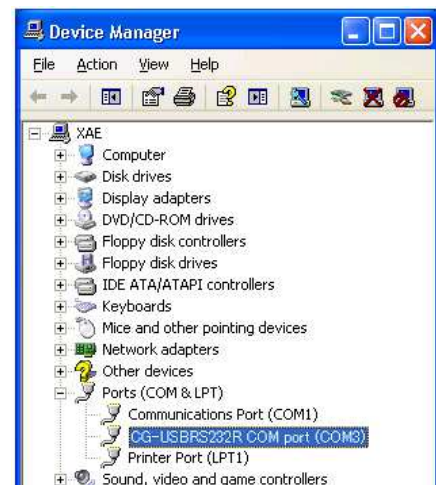 Device Manager
File Action View Help
XAE
Computer
Disk drives
Display adapters
DVD/CD-ROM drives
Floppy disk controllers
Floppy disk drives
IDE ATA/ATAPI controllers
Keyboards
Mice and other pointing devices
Network adapters
Other devices
Ports (COM & LPT)
Communications Port (COM1)
CG-USBRS232R COM port (COM3)
Printer Port (LPT1)
Sound, video and game controllers